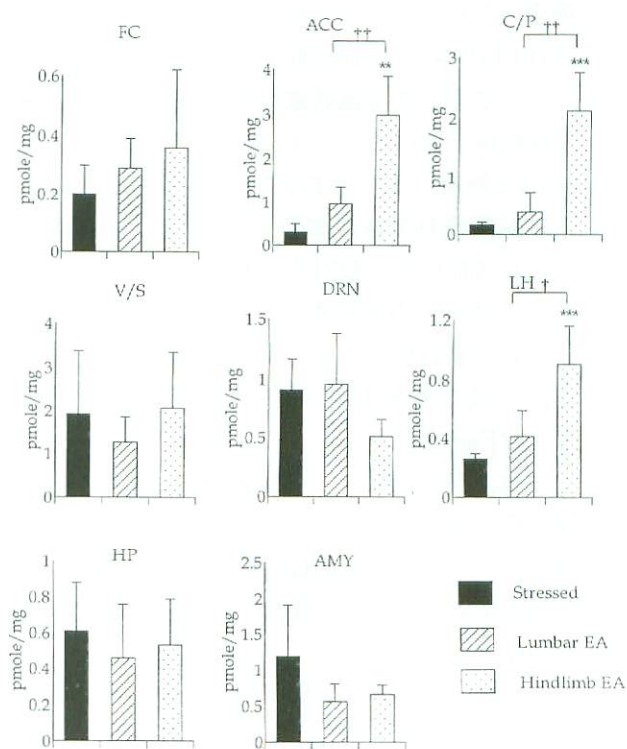 FC
pmole/mg
0.6
0.4
0.2
0
ACC
††
**
4
3
2
1
0
C/P ††
***
pmole/mg
3
2
1
0
V/S
pmole/mg
4
3
2
1
0
DRN
pmole/mg
1.5
1
0.5
0
LH †
***
pmole/mg
1.2
0.8
0.4
0
HP
pmole/mg
1
0.8
0.6
0.4
0.2
0
AMY
pmole/mg
2.5
2
1.5
1
0.5
0
Stressed
Lumbar EA
Hindlimb EA